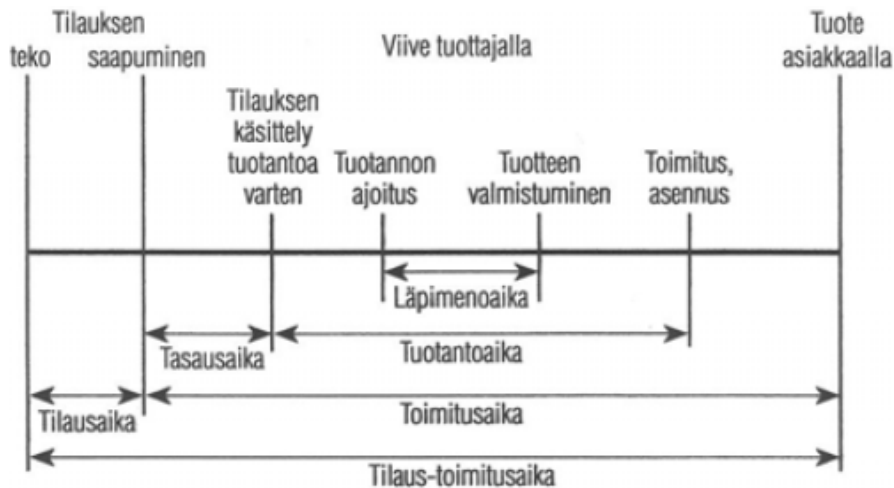 Tilauksen
teko saapuminen
Viive tuottajalla
Tuote
asiakkaalla
Tilauksen
käsittely
tuotantoa
varten
Tuotannon
ajoitus
Tuotteen
valmistuminen
Toimitus,
asennus
Läpimenoaika
Tasausaika
Tuotantoaika
Tilausaika
Toimitusaika
Tilaus-toimitusaika